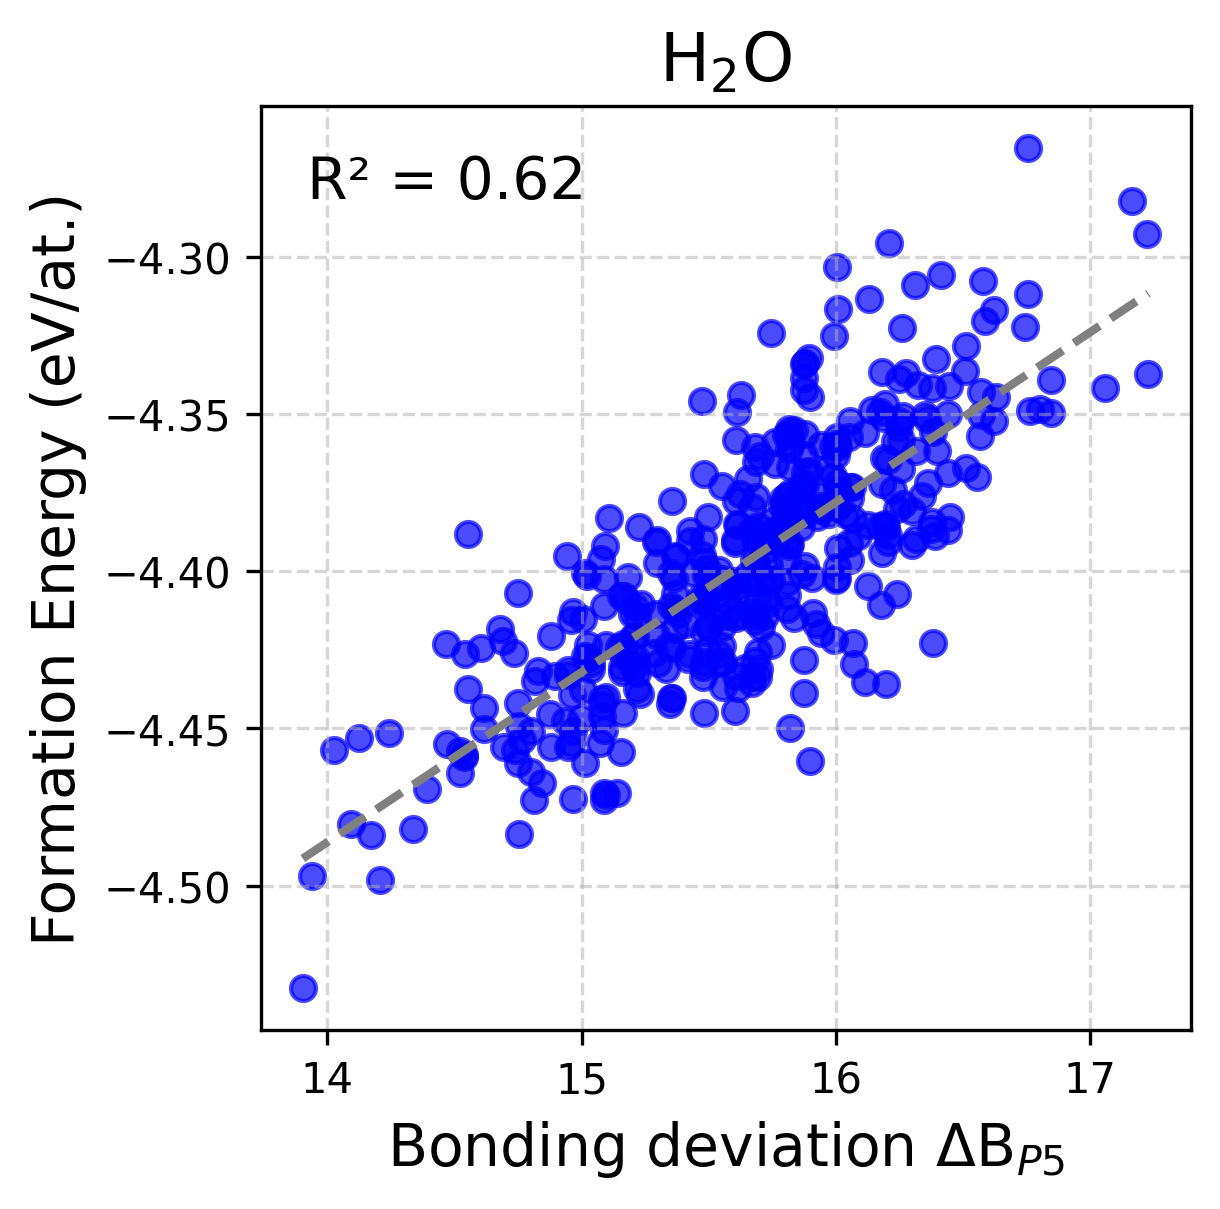 H₂O
R² = 0.62
Formation Energy (eV/at.)
−4.30
−4.35
−4.40
−4.45
−4.50
14 15 16 17
Bonding deviation ΔB_P5